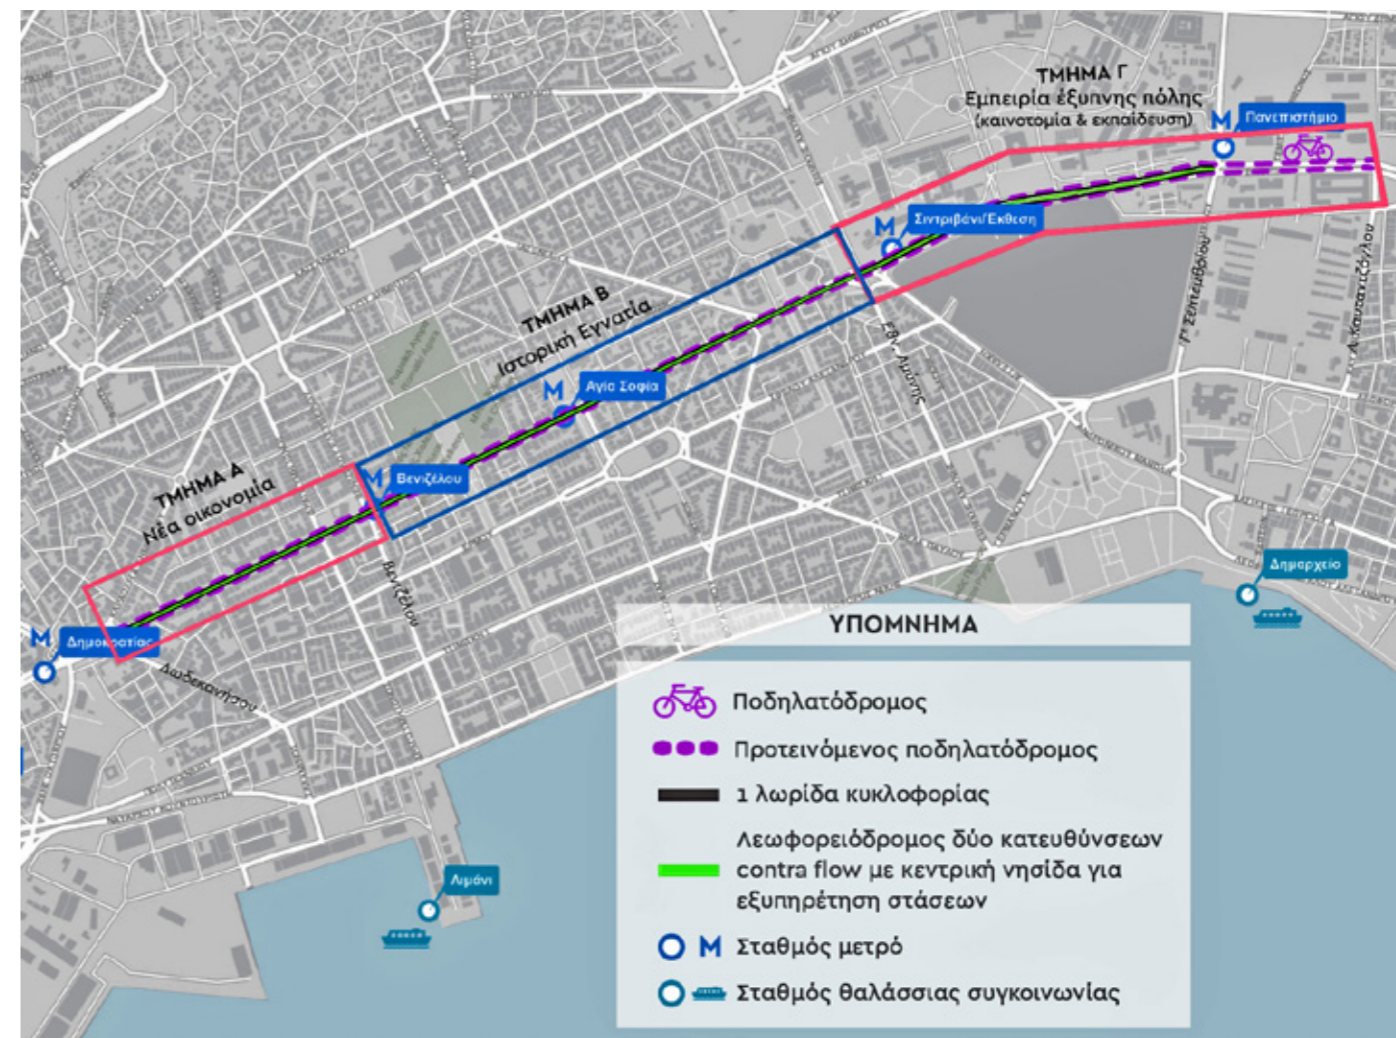 ΤΜΗΜΑ Γ
Εμπειρία έξυπνης πόλης
(καινοτομία & εκπαίδευση)
M
Πανεπιστήμιο
M
Σιντριβάνι/Έκθεση
Γ' Σεπτεμβρίου
Λ. Καυταντζόγλου
ΤΜΗΜΑ Β
Ιστορική Εγνατία
Εθν. Αμύνης
M
Αγία Σοφία
ΤΜΗΜΑ Α
Νέα οικονομία
M
Βενιζέλου
Βενιζέλου
M
Δημοκρατίας
Δωδεκανήσου
Δημαρχείο
Λιμάνι
ΥΠΟΜΝΗΜΑ
Ποδηλατόδρομος
Προτεινόμενος ποδηλατόδρομος
1 λωρίδα κυκλοφορίας
Λεωφορειόδρομος δύο κατευθύνσεων
contra flow με κεντρική νησίδα για
εξυπηρέτηση στάσεων
M Σταθμός μετρό
Σταθμός θαλάσσιας συγκοινωνίας